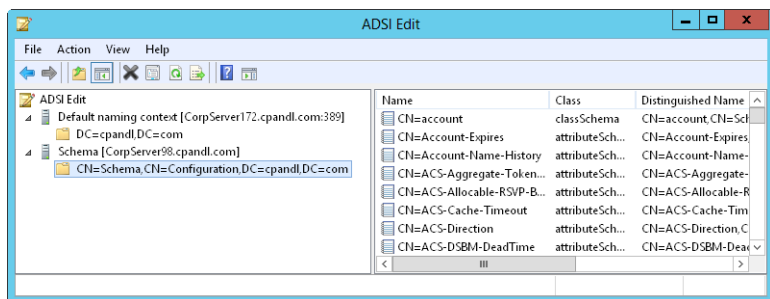 ADSI Edit
File Action View Help
ADSI Edit
Default naming context [CorpServer172.cpandl.com:389]
DC=cpandl,DC=com
Schema [CorpServer98.cpandl.com]
CN=Schema,CN=Configuration,DC=cpandl,DC=com
Name Class Distinguished Name
CN=account classSchema CN=account,CN=Sch
CN=Account-Expires attributeSch... CN=Account-Expires,
CN=Account-Name-History attributeSch... CN=Account-Name-
CN=ACS-Aggregate-Token... attributeSch... CN=ACS-Aggregate-
CN=ACS-Allocable-RSVP-B... attributeSch... CN=ACS-Allocable-R
CN=ACS-Cache-Timeout attributeSch... CN=ACS-Cache-Tim
CN=ACS-Direction attributeSch... CN=ACS-Direction,C
CN=ACS-DSBM-DeadTime attributeSch... CN=ACS-DSBM-Dead